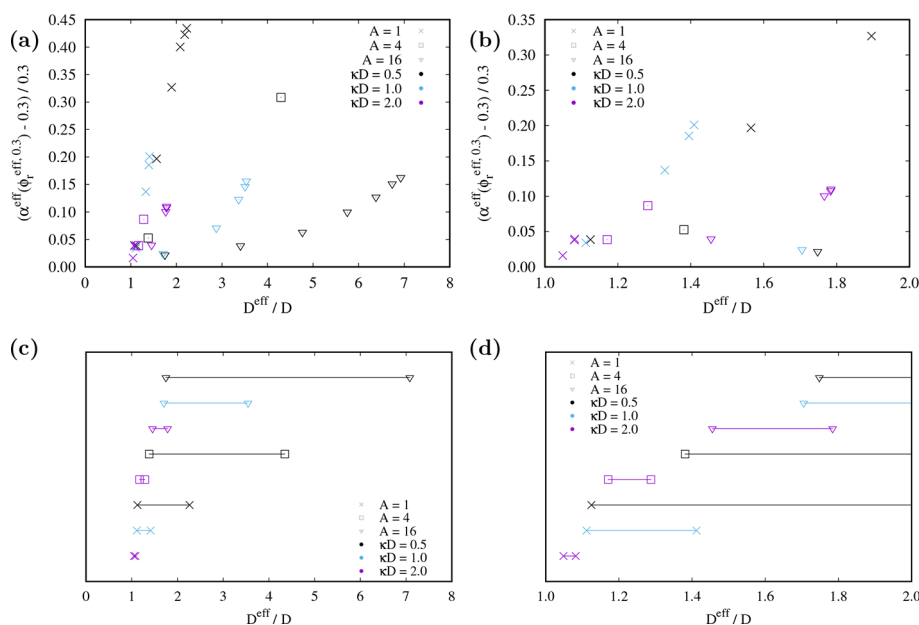 (a)
(α^eff(ϕ_r^eff, 0.3) - 0.3) / 0.3
0.45
0.40
0.35
0.30
0.25
0.20
0.15
0.10
0.05
0.00
0 1 2 3 4 5 6 7 8
D^eff / D
A = 1
A = 4
A = 16
κD = 0.5
κD = 1.0
κD = 2.0
(b)
(α^eff(ϕ_r^eff, 0.3) - 0.3) / 0.3
0.35
0.30
0.25
0.20
0.15
0.10
0.05
0.00
1.0 1.2 1.4 1.6 1.8 2.0
D^eff / D
A = 1
A = 4
A = 16
κD = 0.5
κD = 1.0
κD = 2.0
(c)
A = 1
A = 4
A = 16
κD = 0.5
κD = 1.0
κD = 2.0
0 1 2 3 4 5 6 7 8
D^eff / D
(d)
A = 1
A = 4
A = 16
κD = 0.5
κD = 1.0
κD = 2.0
1.0 1.2 1.4 1.6 1.8 2.0
D^eff / D